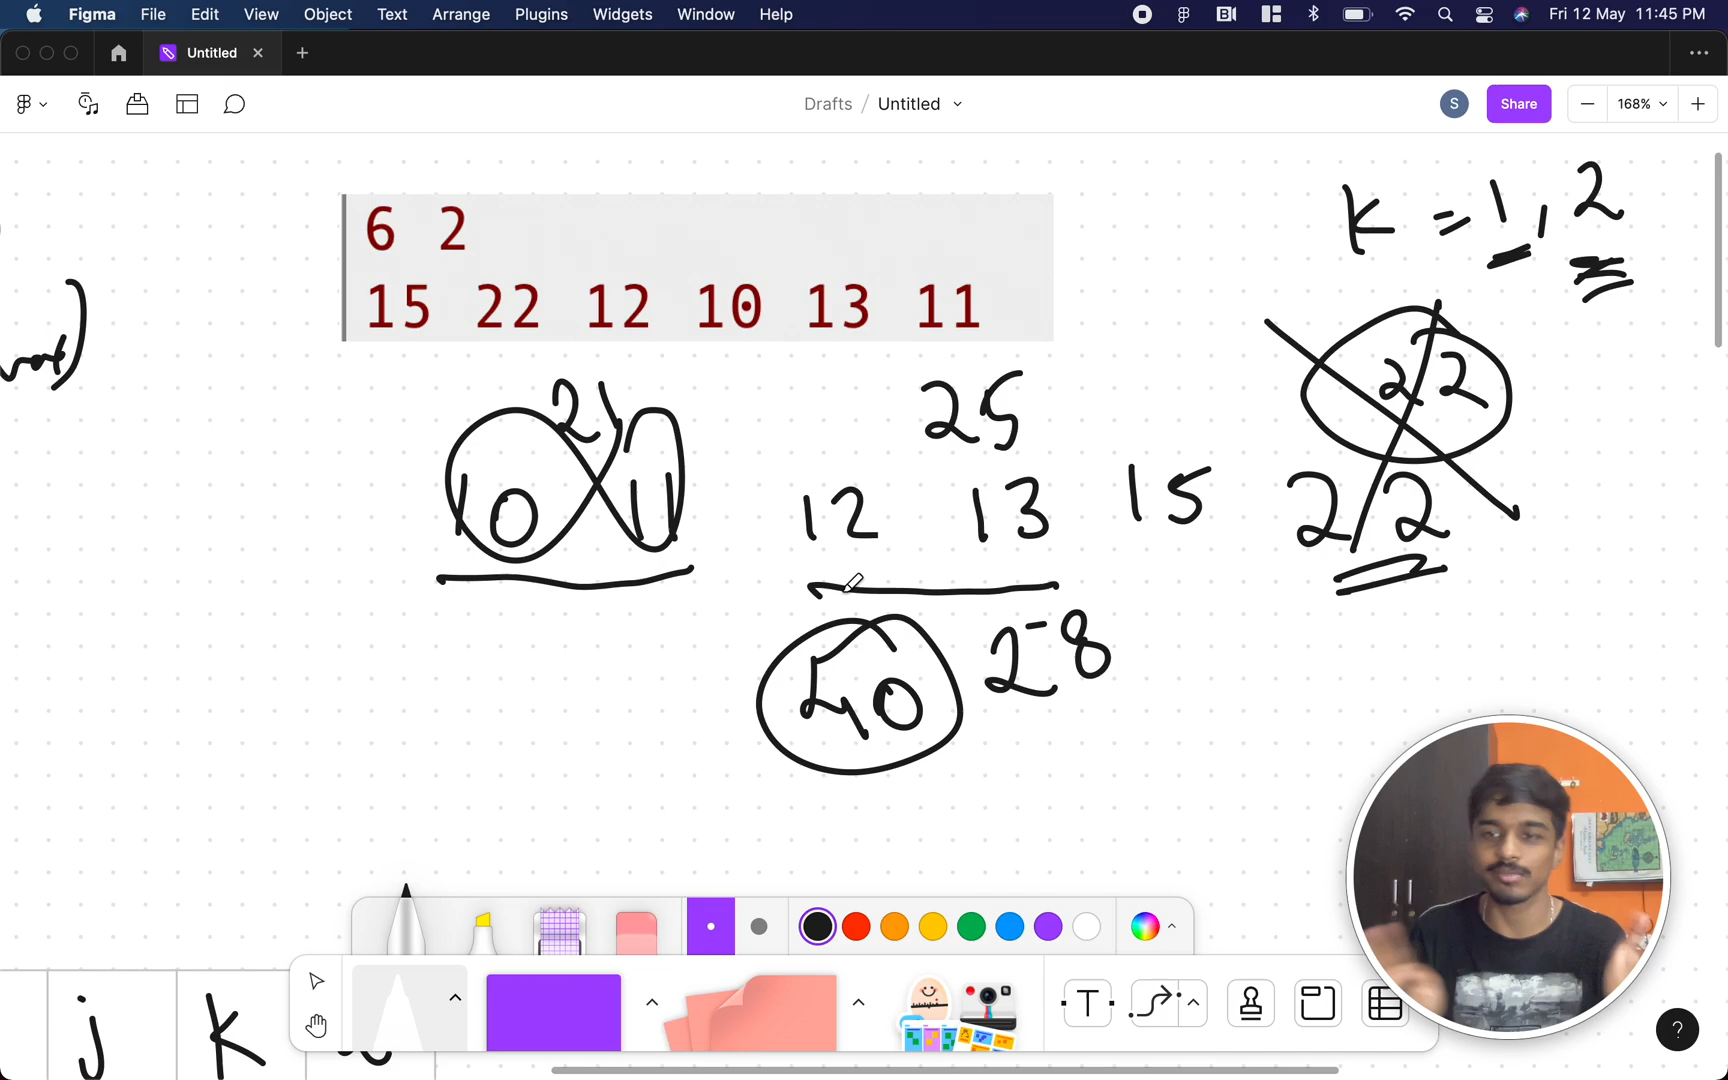 Figma File Edit View Object Text Arrange Plugins Widgets Window Help Fri 12 May 11:45 PM
Untitled
Drafts / Untitled S Share 168%
6 2
15 22 12 10 13 11
K = 1, 2
22
21 25
10 11 12 13 15 22
40 28
T
j k
?